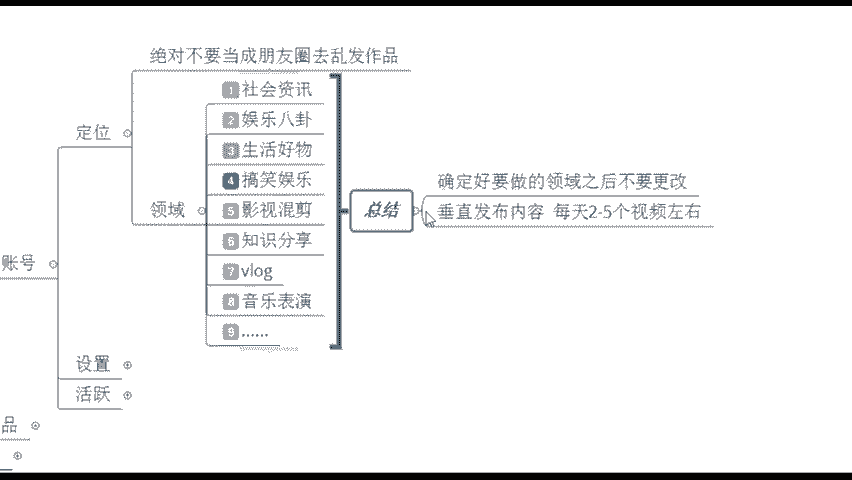 绝对不要当成朋友圈去乱发作品
1 社会资讯
2 娱乐八卦
定位
3 生活好物
4 搞笑娱乐
确定好要做的领域之后不要更改
领域
5 影视混剪
总结
垂直发布内容 每天2-5个视频左右
6 知识分享
账号
7 vlog
8 音乐表演
9 ......
设置
活跃
品